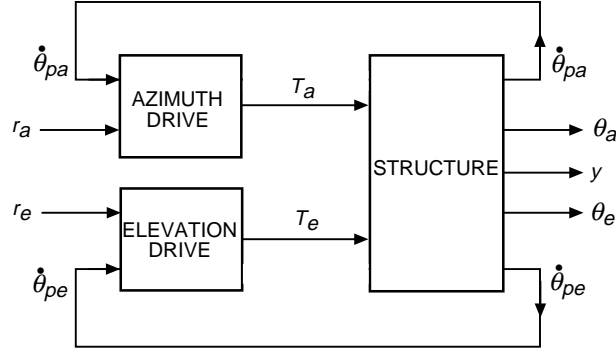 θ̇pa
AZIMUTH
DRIVE
ra
Ta
re
ELEVATION
DRIVE
Te
θ̇pe
STRUCTURE
θ̇pa
θa
y
θe
θ̇pe